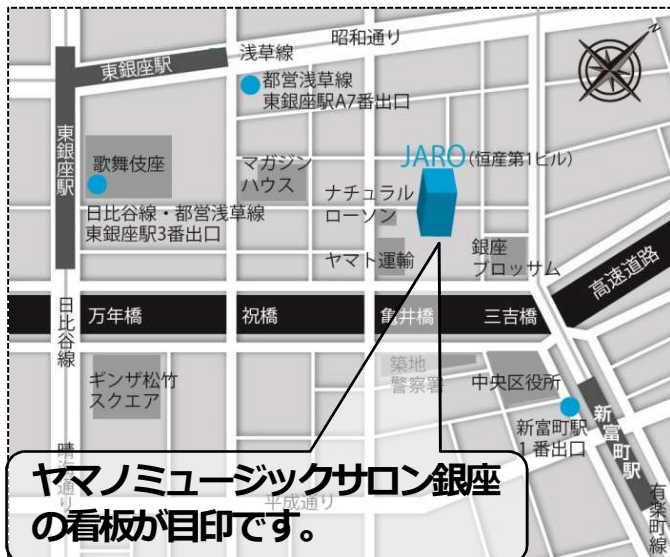 昭和通り
N
浅草線
東銀座駅
都営浅草線
東銀座駅A7番出口
東銀座駅
歌舞伎座
マガジン
ハウス
JARO(恒産第1ビル)
ナチュラル
ローソン
日比谷線・都営浅草線
東銀座駅3番出口
ヤマト運輸
銀座
ブロッサム
高速道路
日比谷線
万年橋
祝橋
亀井橋
三吉橋
ギンザ松竹
スクエア
築地
警察署
中央区役所
新富町駅
1番出口
新富町駅
晴海通り
平成通り
有楽町線
ヤマノミュージックサロン銀座
の看板が目印です。